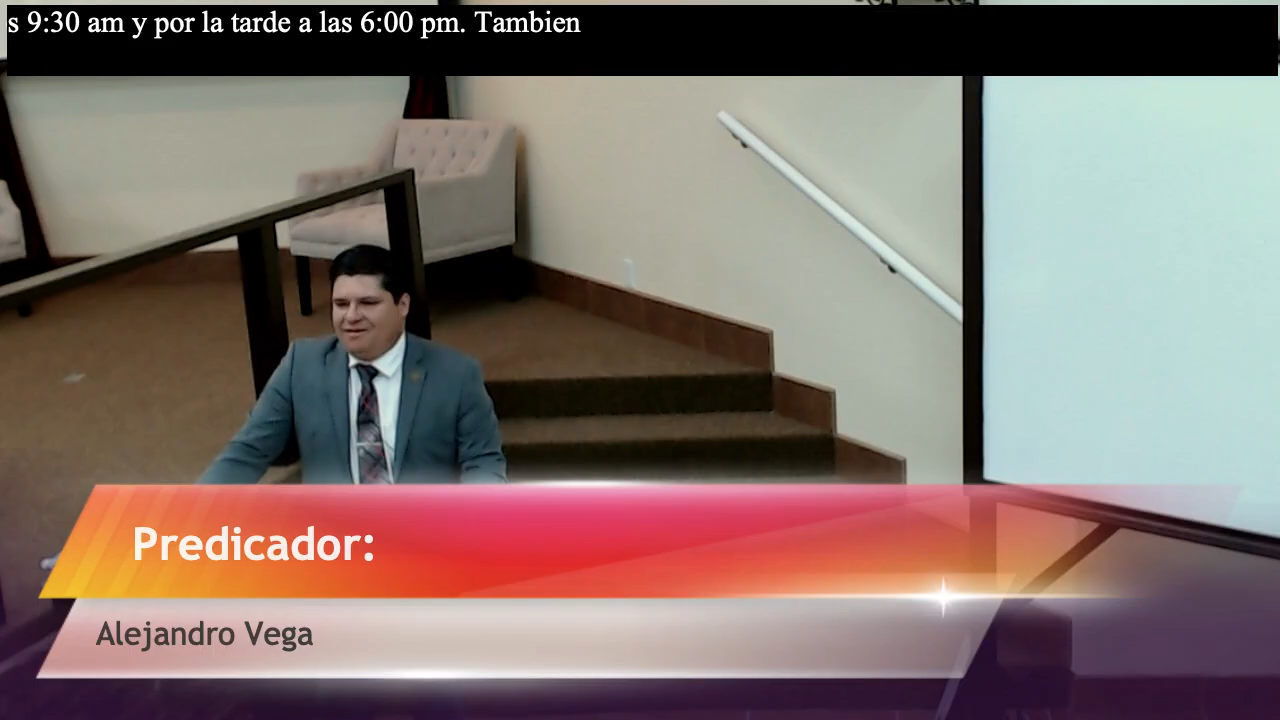 s 9:30 am y por la tarde a las 6:00 pm. Tambien
Predicador:
Alejandro Vega